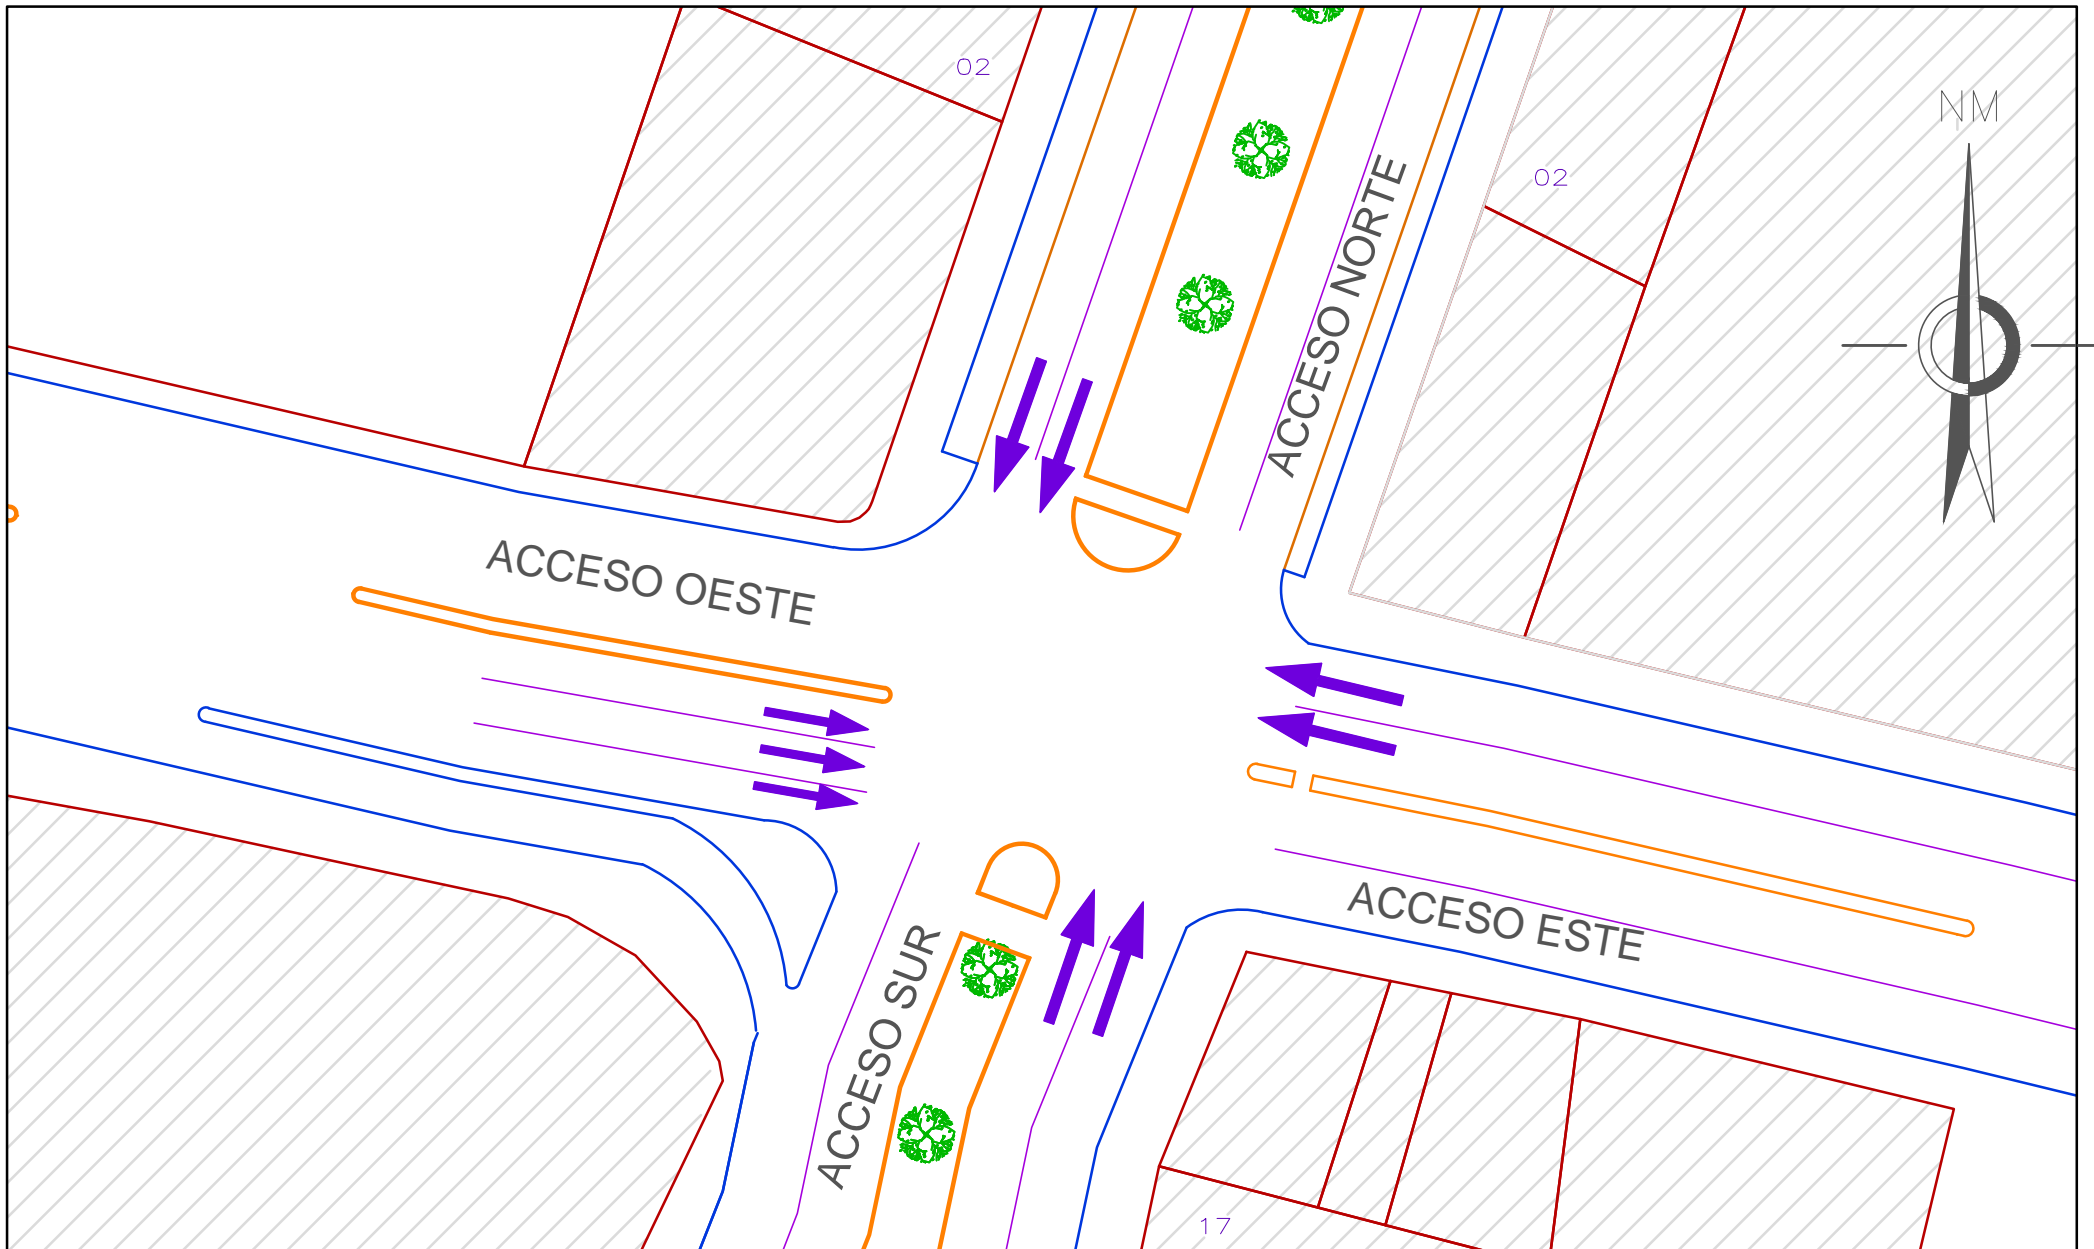 02
NM
02
ACCESO NORTE
ACCESO OESTE
ACCESO ESTE
ACCESO SUR
17